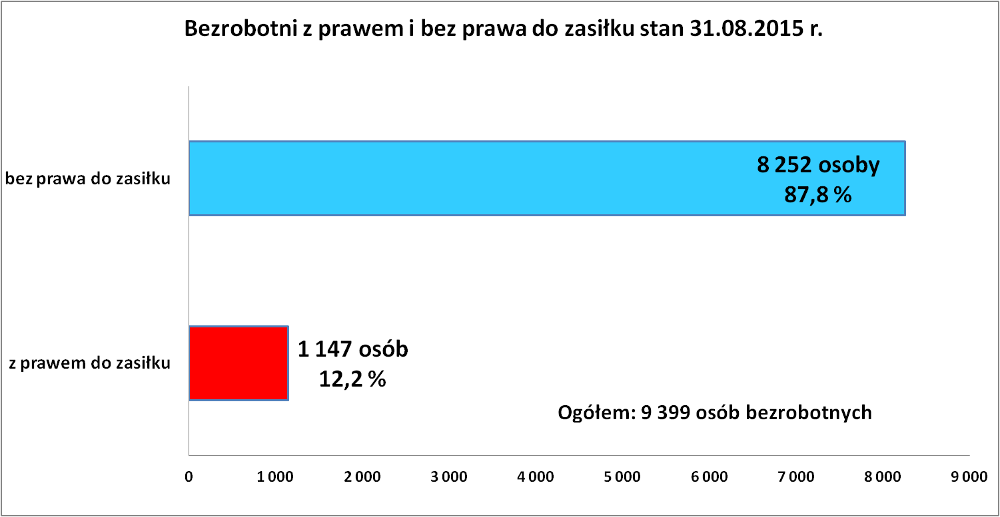 Bezrobotni z prawem i bez prawa do zasiłku stan 31.08.2015 r.
bez prawa do zasiłku
8 252 osoby
87,8 %
z prawem do zasiłku
1 147 osób
12,2 %
Ogółem: 9 399 osób bezrobotnych
0 1 000 2 000 3 000 4 000 5 000 6 000 7 000 8 000 9 000